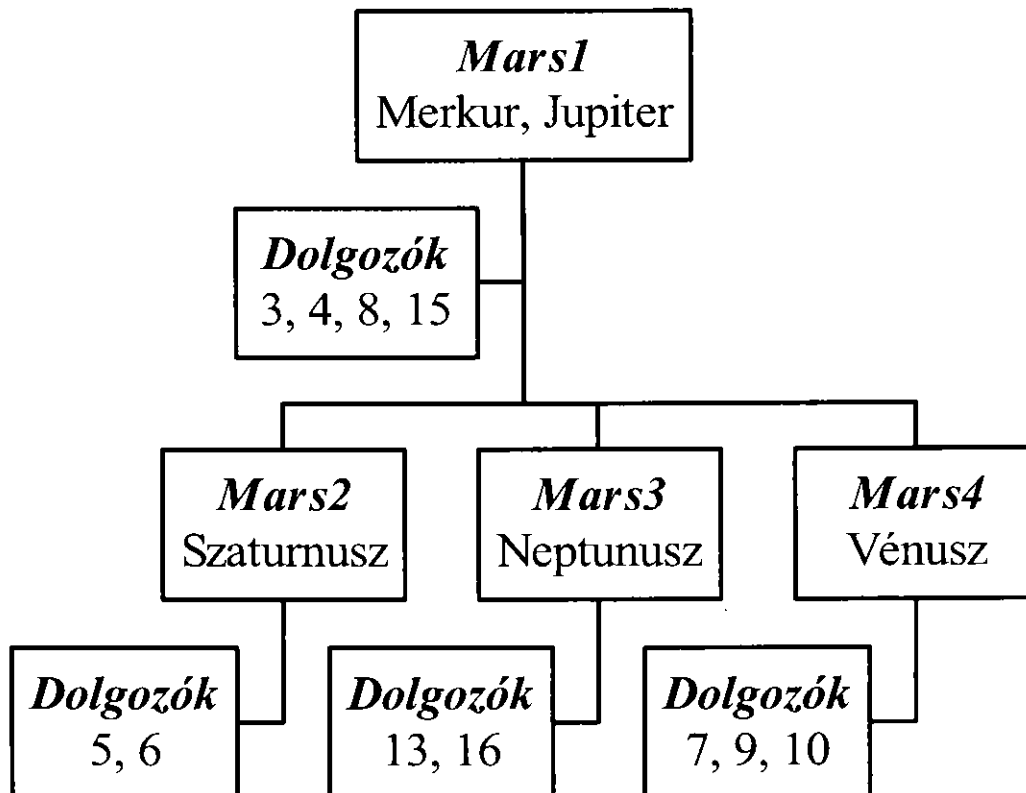 Mars1
Merkur, Jupiter
Dolgozók
3, 4, 8, 15
Mars2
Szaturnusz
Mars3
Neptunusz
Mars4
Vénusz
Dolgozók
5, 6
Dolgozók
13, 16
Dolgozók
7, 9, 10